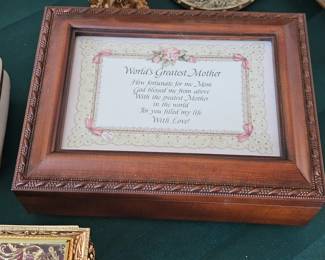 World's Greatest Mother
How fortunate for me Mom
God blessed me from above
With the greatest Mother
in the world
for you filled my life
With Love!